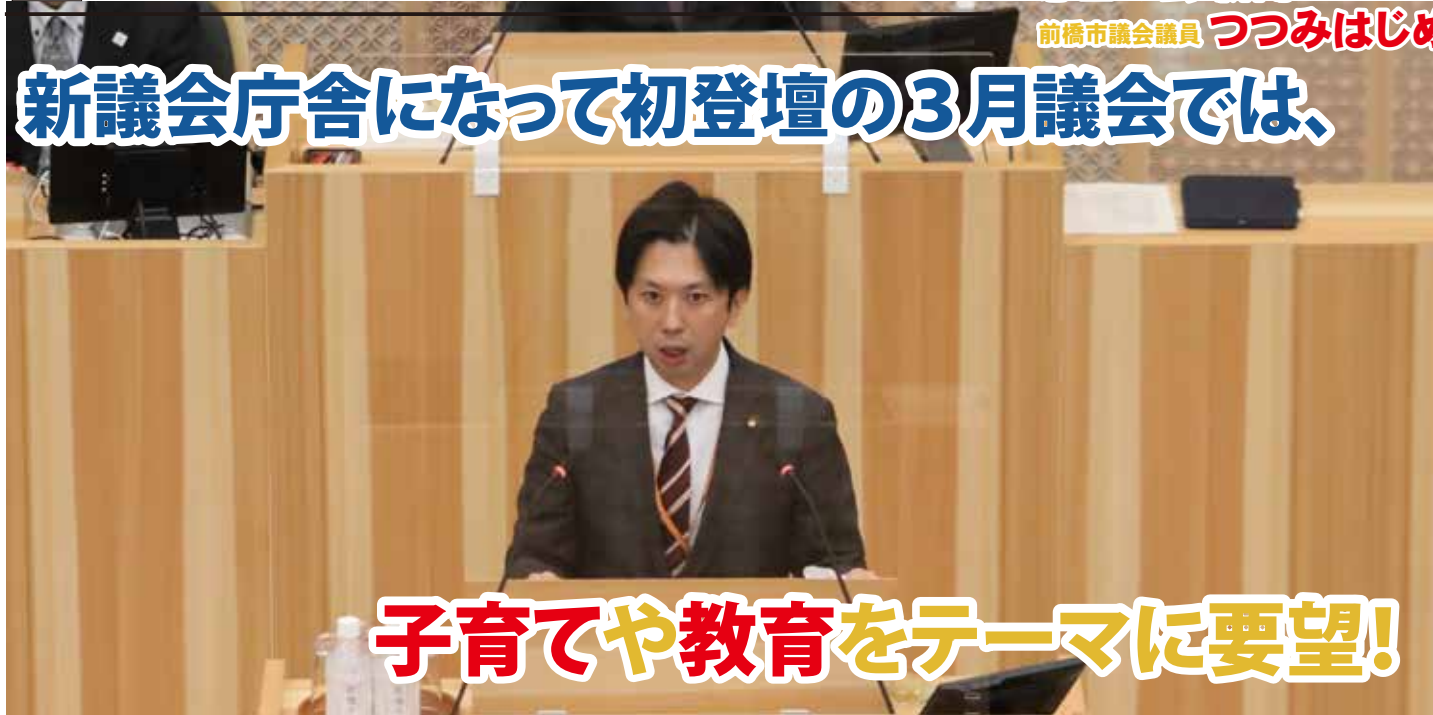 前橋市議会議員 つつみはじめ
新議会庁舎になって初登壇の３月議会では、
子育てや教育をテーマに要望！